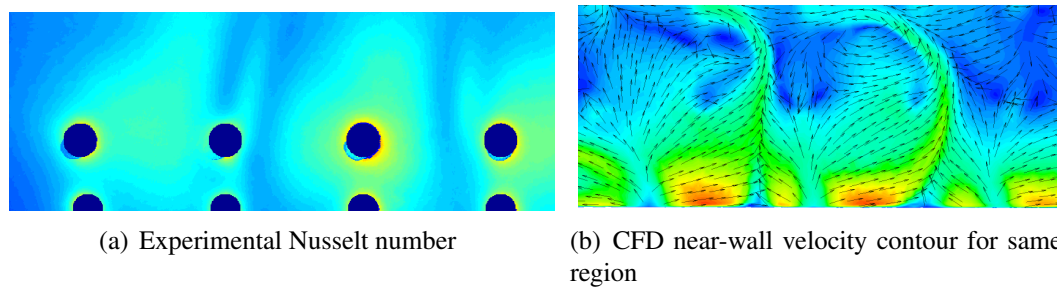 (a) Experimental Nusselt number
(b) CFD near-wall velocity contour for same
region